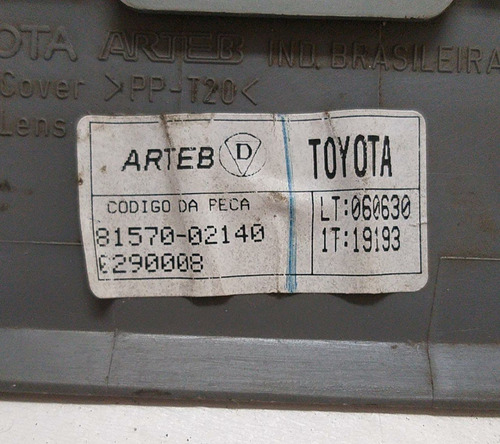 OTA ARTEB IND. BRASILEIRA
Cover >PP-T20<
Lens
ARTEB D TOYOTA
CODIGO DA PECA LT:060630
81570-02140 1T:19193
0290008